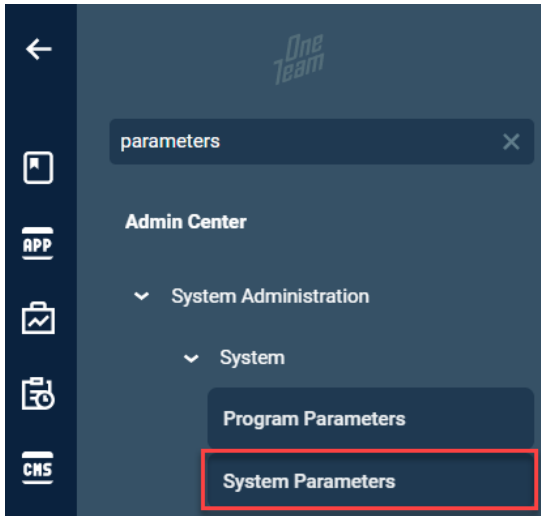 One
Team
parameters
Admin Center
APP
System Administration
System
Program Parameters
CMS
System Parameters